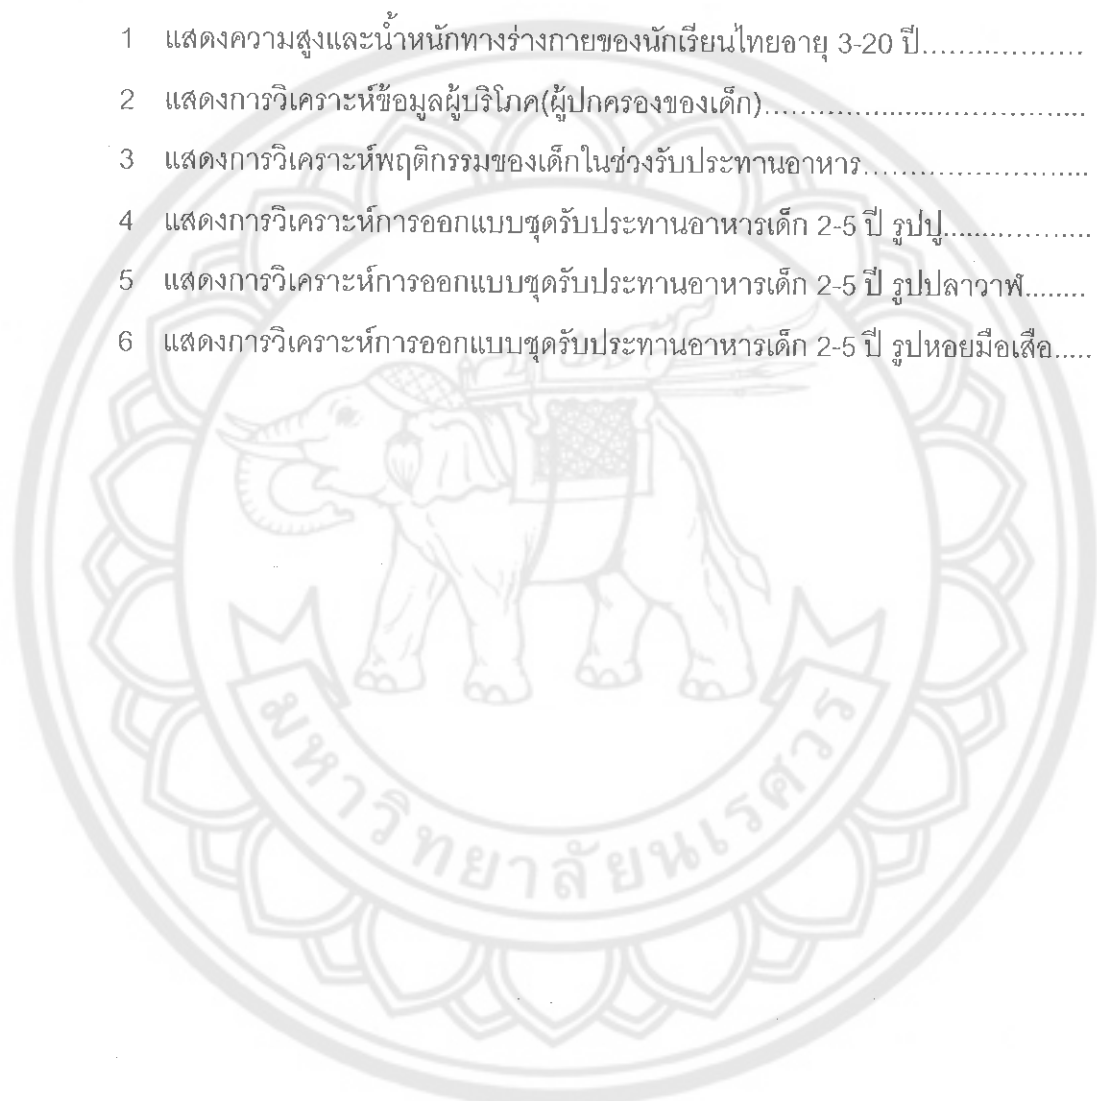 1 แสดงความสูงและน้ำหนักทางร่างกายของนักเรียนไทยอายุ 3-20 ปี..................
2 แสดงการวิเคราะห์ข้อมูลผู้บริโภค(ผู้ปกครองของเด็ก)...................................
3 แสดงการวิเคราะห์พฤติกรรมของเด็กในช่วงรับประทานอาหาร.........................
4 แสดงการวิเคราะห์การออกแบบชุดรับประทานอาหารเด็ก 2-5 ปี รูปปู.................
5 แสดงการวิเคราะห์การออกแบบชุดรับประทานอาหารเด็ก 2-5 ปี รูปปลาวาฬ........
6 แสดงการวิเคราะห์การออกแบบชุดรับประทานอาหารเด็ก 2-5 ปี รูปหอยมือเสือ.....
มหาวิทยาลัยนเรศวร